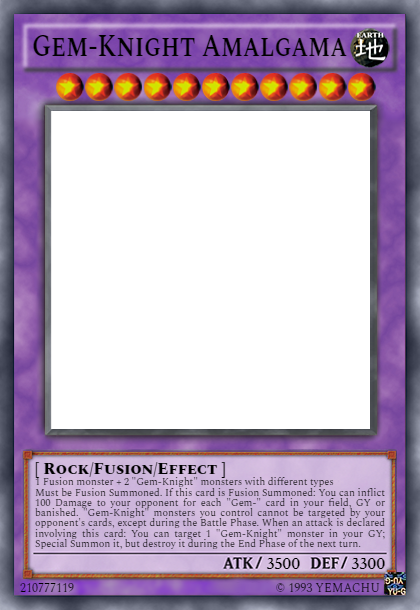 GEM-KNIGHT AMALGAMA
EARTH
地
[ ROCK/FUSION/EFFECT ]
1 Fusion monster + 2 "Gem-Knight" monsters with different types
Must be Fusion Summoned. If this card is Fusion Summoned: You can inflict
100 Damage to your opponent for each "Gem-" card in your field, GY or
banished. "Gem-Knight" monsters you control cannot be targeted by your
opponent's cards, except during the Battle Phase. When an attack is declared
involving this card: You can target 1 "Gem-Knight" monster in your GY;
Special Summon it, but destroy it during the End Phase of the next turn.
ATK / 3500 DEF / 3300
210777119
© 1993 YEMACHU